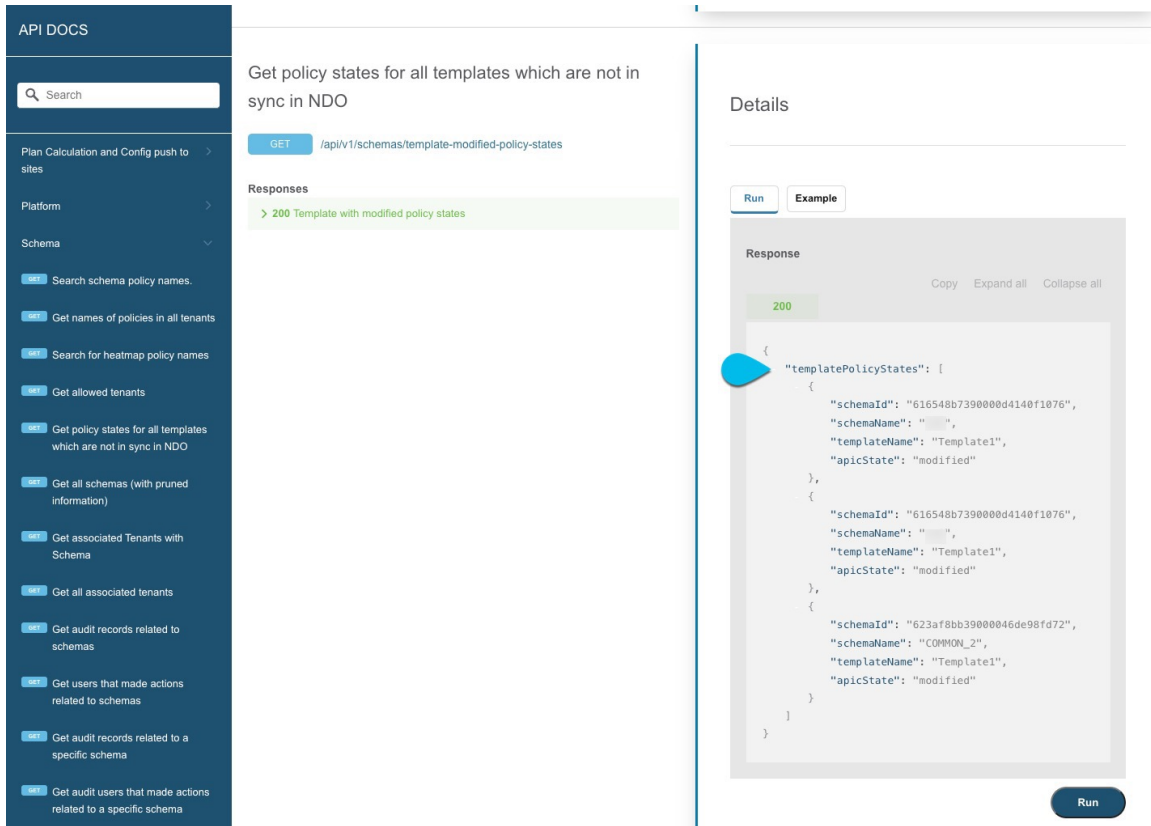 API DOCS
Search
Plan Calculation and Config push to
sites
Platform
Schema
GET Search schema policy names.
GET Get names of policies in all tenants
GET Search for heatmap policy names
GET Get allowed tenants
GET Get policy states for all templates
which are not in sync in NDO
GET Get all schemas (with pruned
information)
GET Get associated Tenants with
Schema
GET Get all associated tenants
GET Get audit records related to
schemas
GET Get users that made actions
related to schemas
GET Get audit records related to a
specific schema
GET Get audit users that made actions
related to a specific schema
Get policy states for all templates which are not in
sync in NDO
GET /api/v1/schemas/template-modified-policy-states
Responses
200 Template with modified policy states
Details
Run Example
Response
Copy Expand all Collapse all
200
{
"templatePolicyStates": [
{
"schemaId": "616548b7390000d4140f1076",
"schemaName": " ",
"templateName": "Template1",
"apicState": "modified"
},
{
"schemaId": "616548b7390000d4140f1076",
"schemaName": " ",
"templateName": "Template1",
"apicState": "modified"
},
{
"schemaId": "623af8bb39000046de98fd72",
"schemaName": "COMMON_2",
"templateName": "Template1",
"apicState": "modified"
}
]
}
Run